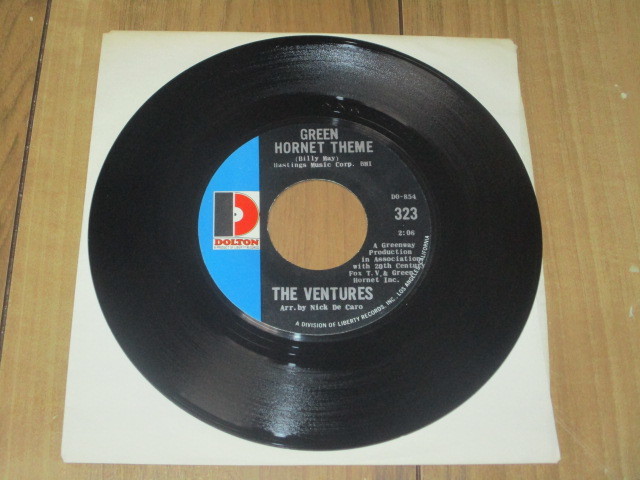 GREEN
HORNET THEME
(Billy May)
Hastings Music Corp. BMI
DO-854
323
2:06
A Greenway
Production
in Association
with 20th Century
Fox T.V & Green
Hornet Inc.
DOLTON
THE VENTURES
Arr. by Nick De Caro
A DIVISION OF LIBERTY RECORDS, INC. LOS ANGELES, CALIFORNIA